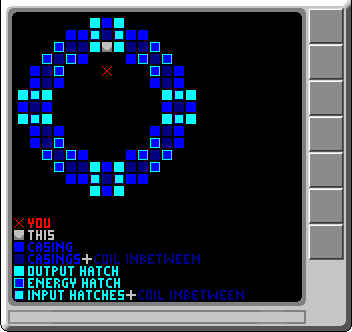 YOU
THIS
CASING
CASINGS+COIL INBETWEEN
OUTPUT HATCH
ENERGY HATCH
INPUT HATCHES+COIL INBETWEEN